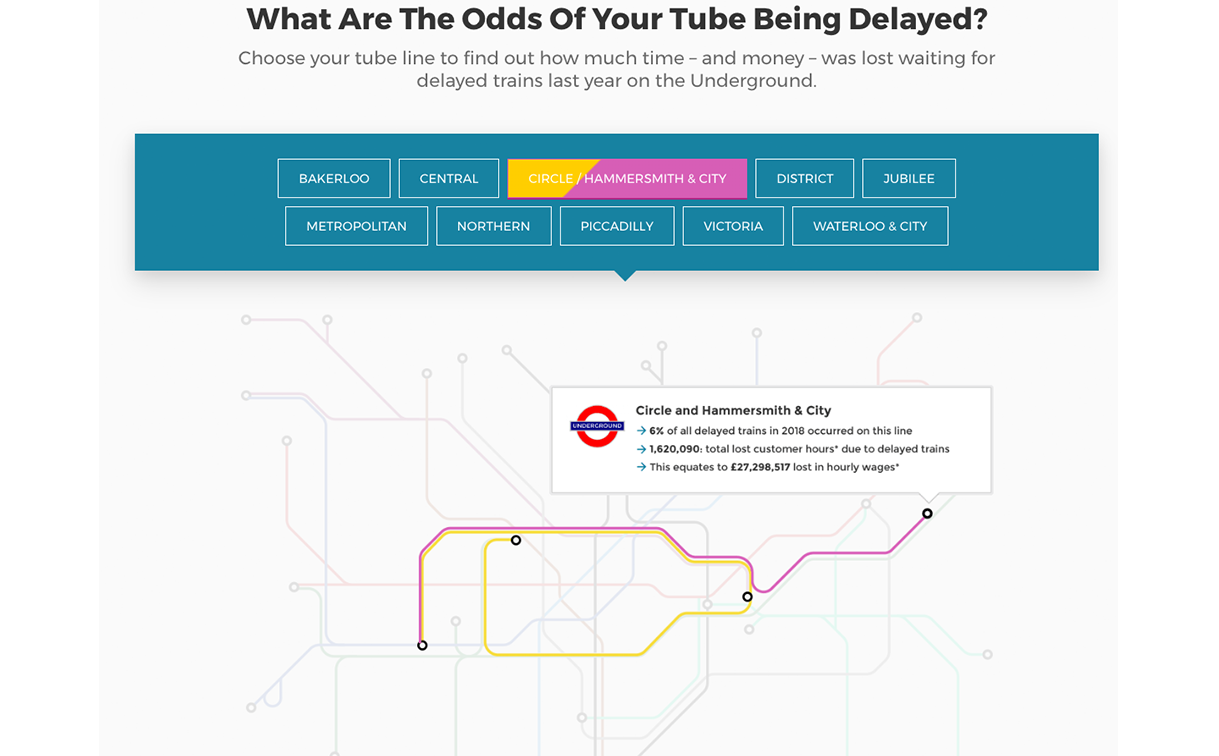 What Are The Odds Of Your Tube Being Delayed?
Choose your tube line to find out how much time – and money – was lost waiting for
delayed trains last year on the Underground.
BAKERLOO
CENTRAL
CIRCLE / HAMMERSMITH & CITY
DISTRICT
JUBILEE
METROPOLITAN
NORTHERN
PICCADILLY
VICTORIA
WATERLOO & CITY
UNDERGROUND
Circle and Hammersmith & City
→ 6% of all delayed trains in 2018 occurred on this line
→ 1,620,090: total lost customer hours* due to delayed trains
→ This equates to £27,298,517 lost in hourly wages*